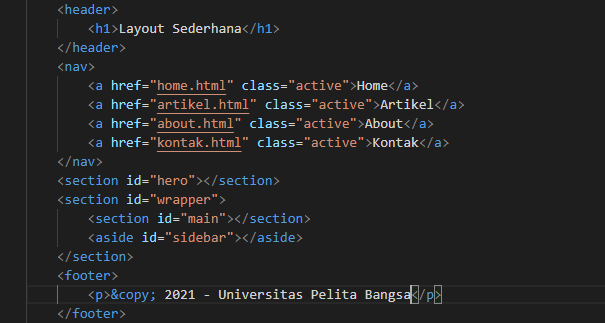 <header>
<h1>Layout Sederhana</h1>
</header>
<nav>
<a href="home.html" class="active">Home</a>
<a href="artikel.html" class="active">Artikel</a>
<a href="about.html" class="active">About</a>
<a href="kontak.html" class="active">Kontak</a>
</nav>
<section id="hero"></section>
<section id="wrapper">
<section id="main"></section>
<aside id="sidebar"></aside>
</section>
<footer>
<p>&copy; 2021 - Universitas Pelita Bangsa</p>
</footer>